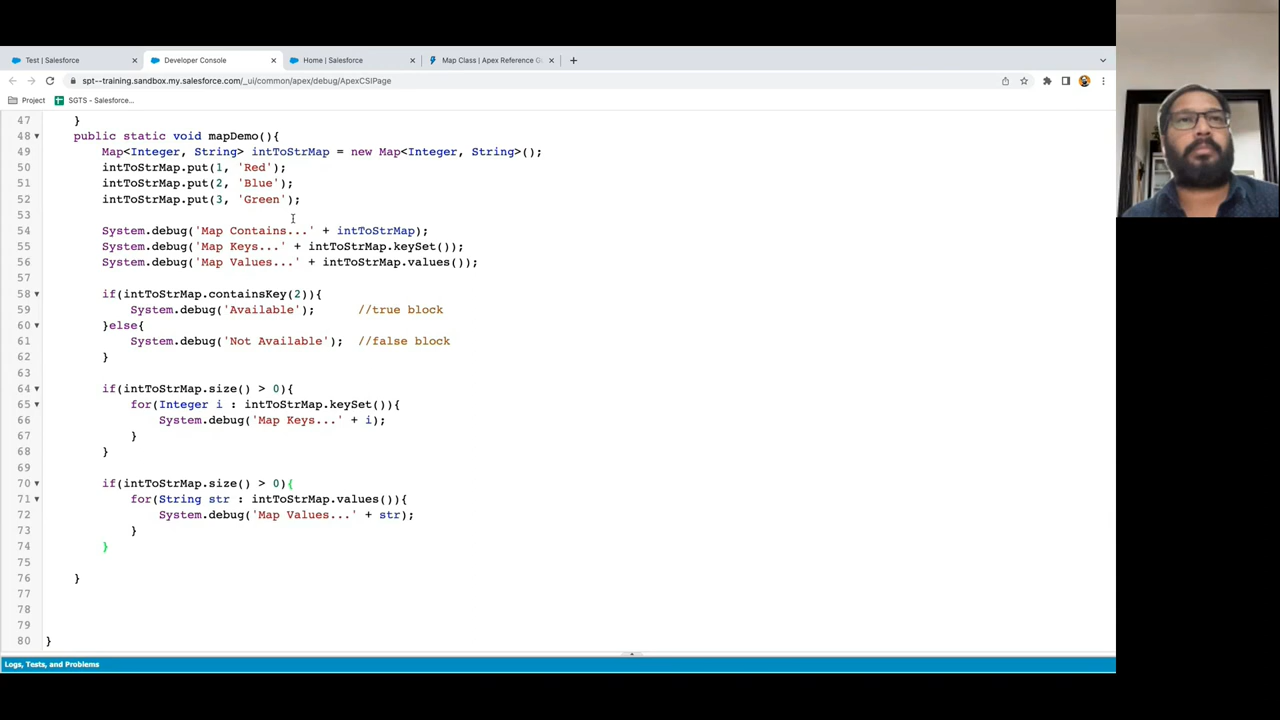 Test | Salesforce
Developer Console
Home | Salesforce
Map Class | Apex Reference G
spt--training.sandbox.my.salesforce.com/_ui/common/apex/debug/ApexCSIPage
Project
SGTS - Salesforce...
47 }
48 public static void mapDemo(){
49 Map<Integer, String> intToStrMap = new Map<Integer, String>();
50 intToStrMap.put(1, 'Red');
51 intToStrMap.put(2, 'Blue');
52 intToStrMap.put(3, 'Green');
53
54 System.debug('Map Contains...' + intToStrMap);
55 System.debug('Map Keys...' + intToStrMap.keySet());
56 System.debug('Map Values...' + intToStrMap.values());
57
58 if(intToStrMap.containsKey(2)){
59 System.debug('Available'); //true block
60 }else{
61 System.debug('Not Available'); //false block
62 }
63
64 if(intToStrMap.size() > 0){
65 for(Integer i : intToStrMap.keySet()){
66 System.debug('Map Keys...' + i);
67 }
68 }
69
70 if(intToStrMap.size() > 0){
71 for(String str : intToStrMap.values()){
72 System.debug('Map Values...' + str);
73 }
74 }
75
76 }
77
78
79
80 }
Logs, Tests, and Problems